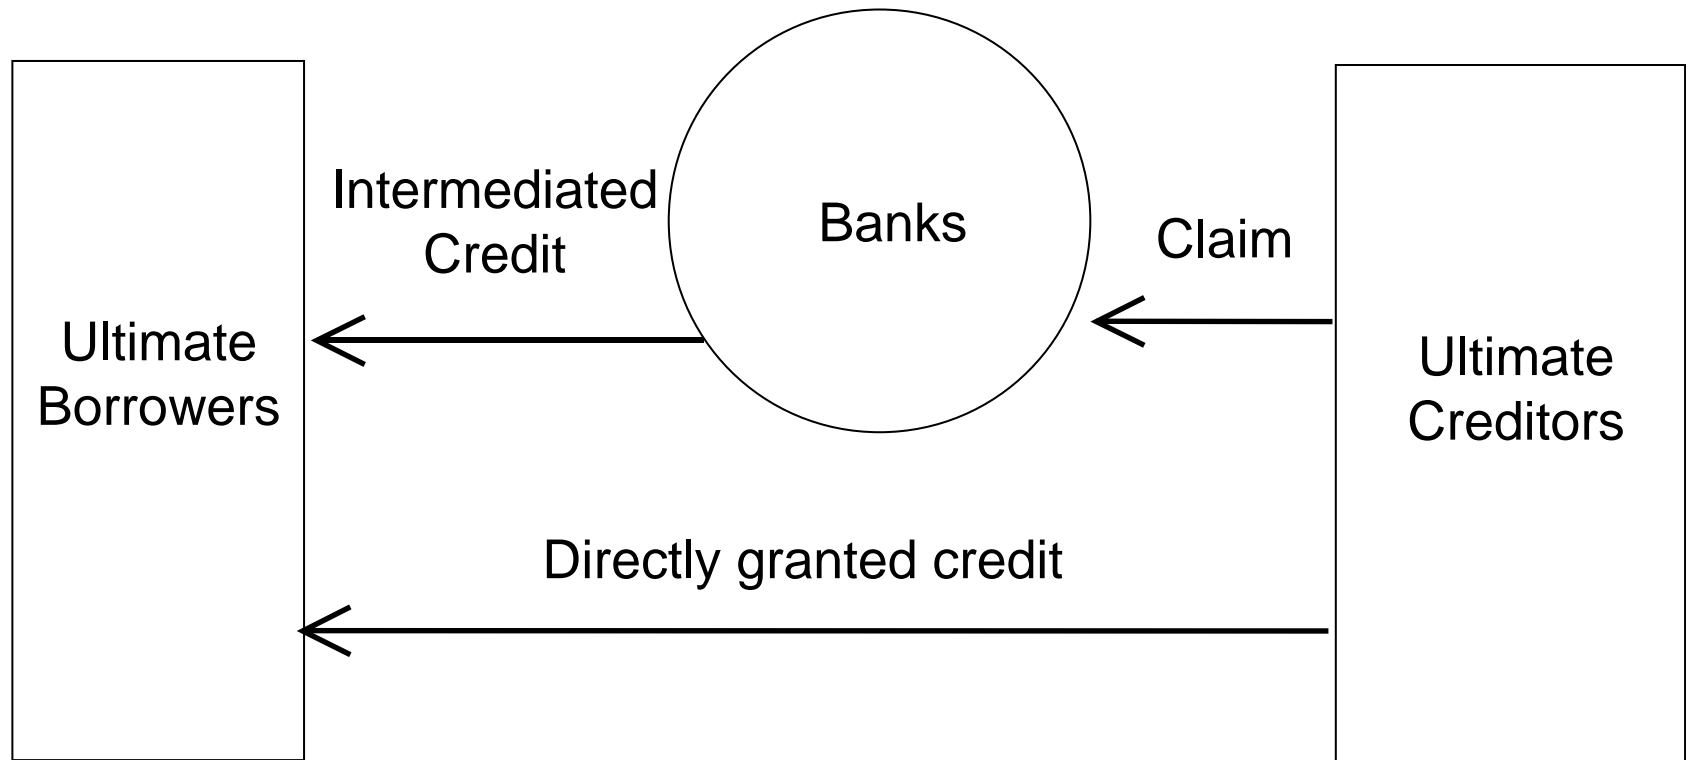 Intermediated
Credit
Banks
Claim
Ultimate
Borrowers
Ultimate
Creditors
Directly granted credit